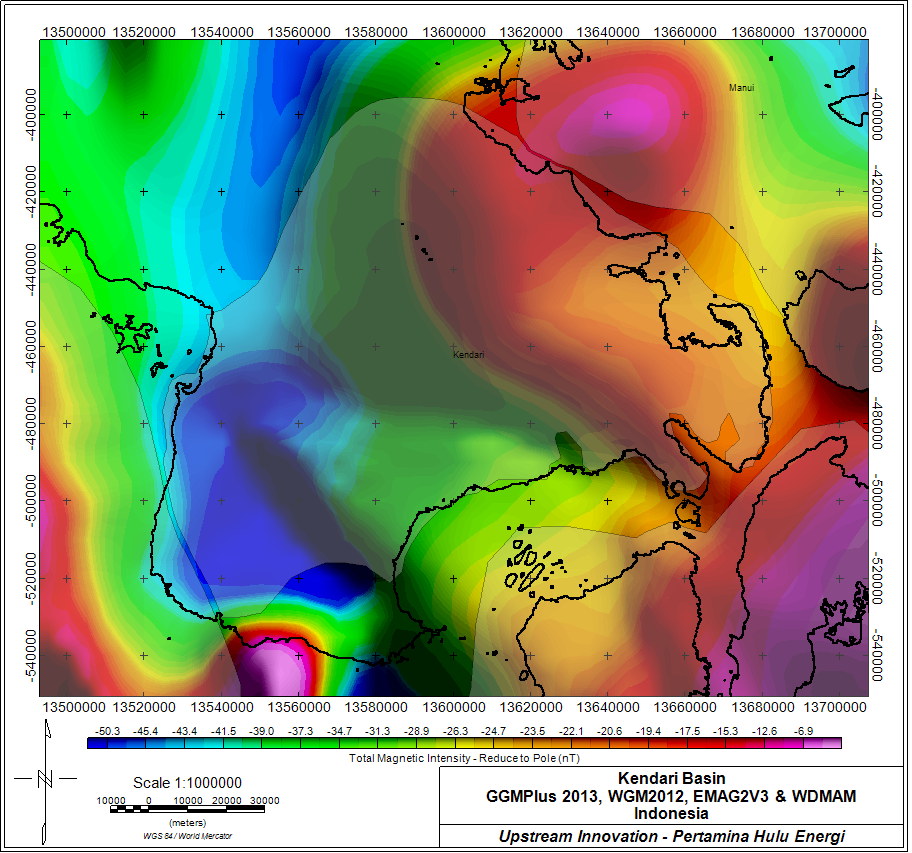 13500000 13520000 13540000 13560000 13580000 13600000 13620000 13640000 13660000 13680000 13700000
Manui
-400000 -400000
-420000 -420000
-440000 -440000
-460000 -460000
Kendari
-480000 -480000
-500000 -500000
-520000 -520000
-540000 -540000
13500000 13520000 13540000 13560000 13580000 13600000 13620000 13640000 13660000 13680000 13700000
-50.3 -45.4 -43.4 -41.5 -39.0 -37.3 -34.7 -31.3 -28.9 -26.3 -24.7 -23.5 -22.1 -20.6 -19.4 -17.5 -15.3 -12.6 -6.9
Total Magnetic Intensity - Reduce to Pole (nT)
N
Scale 1:1000000
10000 0 10000 20000 30000
(meters)
WGS 84 / World Mercator
Kendari Basin
GGMPlus 2013, WGM2012, EMAG2V3 & WDMAM
Indonesia
Upstream Innovation - Pertamina Hulu Energi